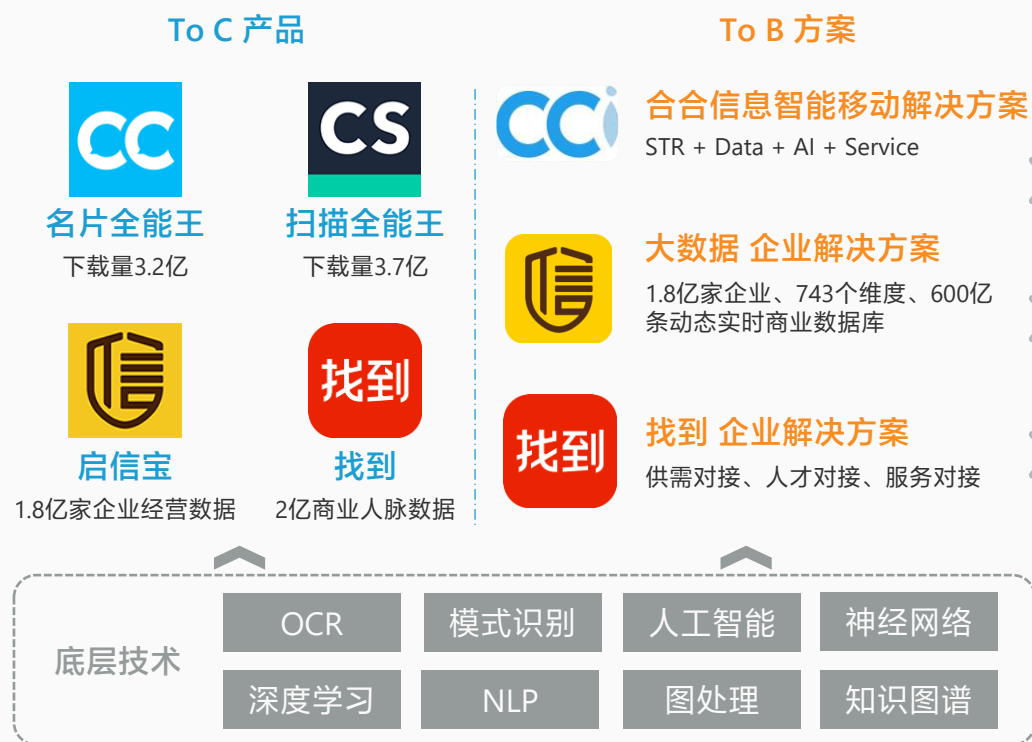 To C 产品
CC
名片全能王
下载量3.2亿
CS
扫描全能王
下载量3.7亿
信
启信宝
1.8亿家企业经营数据
找到
找到
2亿商业人脉数据
To B 方案
CCi
合合信息智能移动解决方案
STR + Data + AI + Service
信
大数据 企业解决方案
1.8亿家企业、743个维度、600亿
条动态实时商业数据库
找到
找到 企业解决方案
供需对接、人才对接、服务对接
底层技术
OCR
模式识别
人工智能
神经网络
深度学习
NLP
图处理
知识图谱